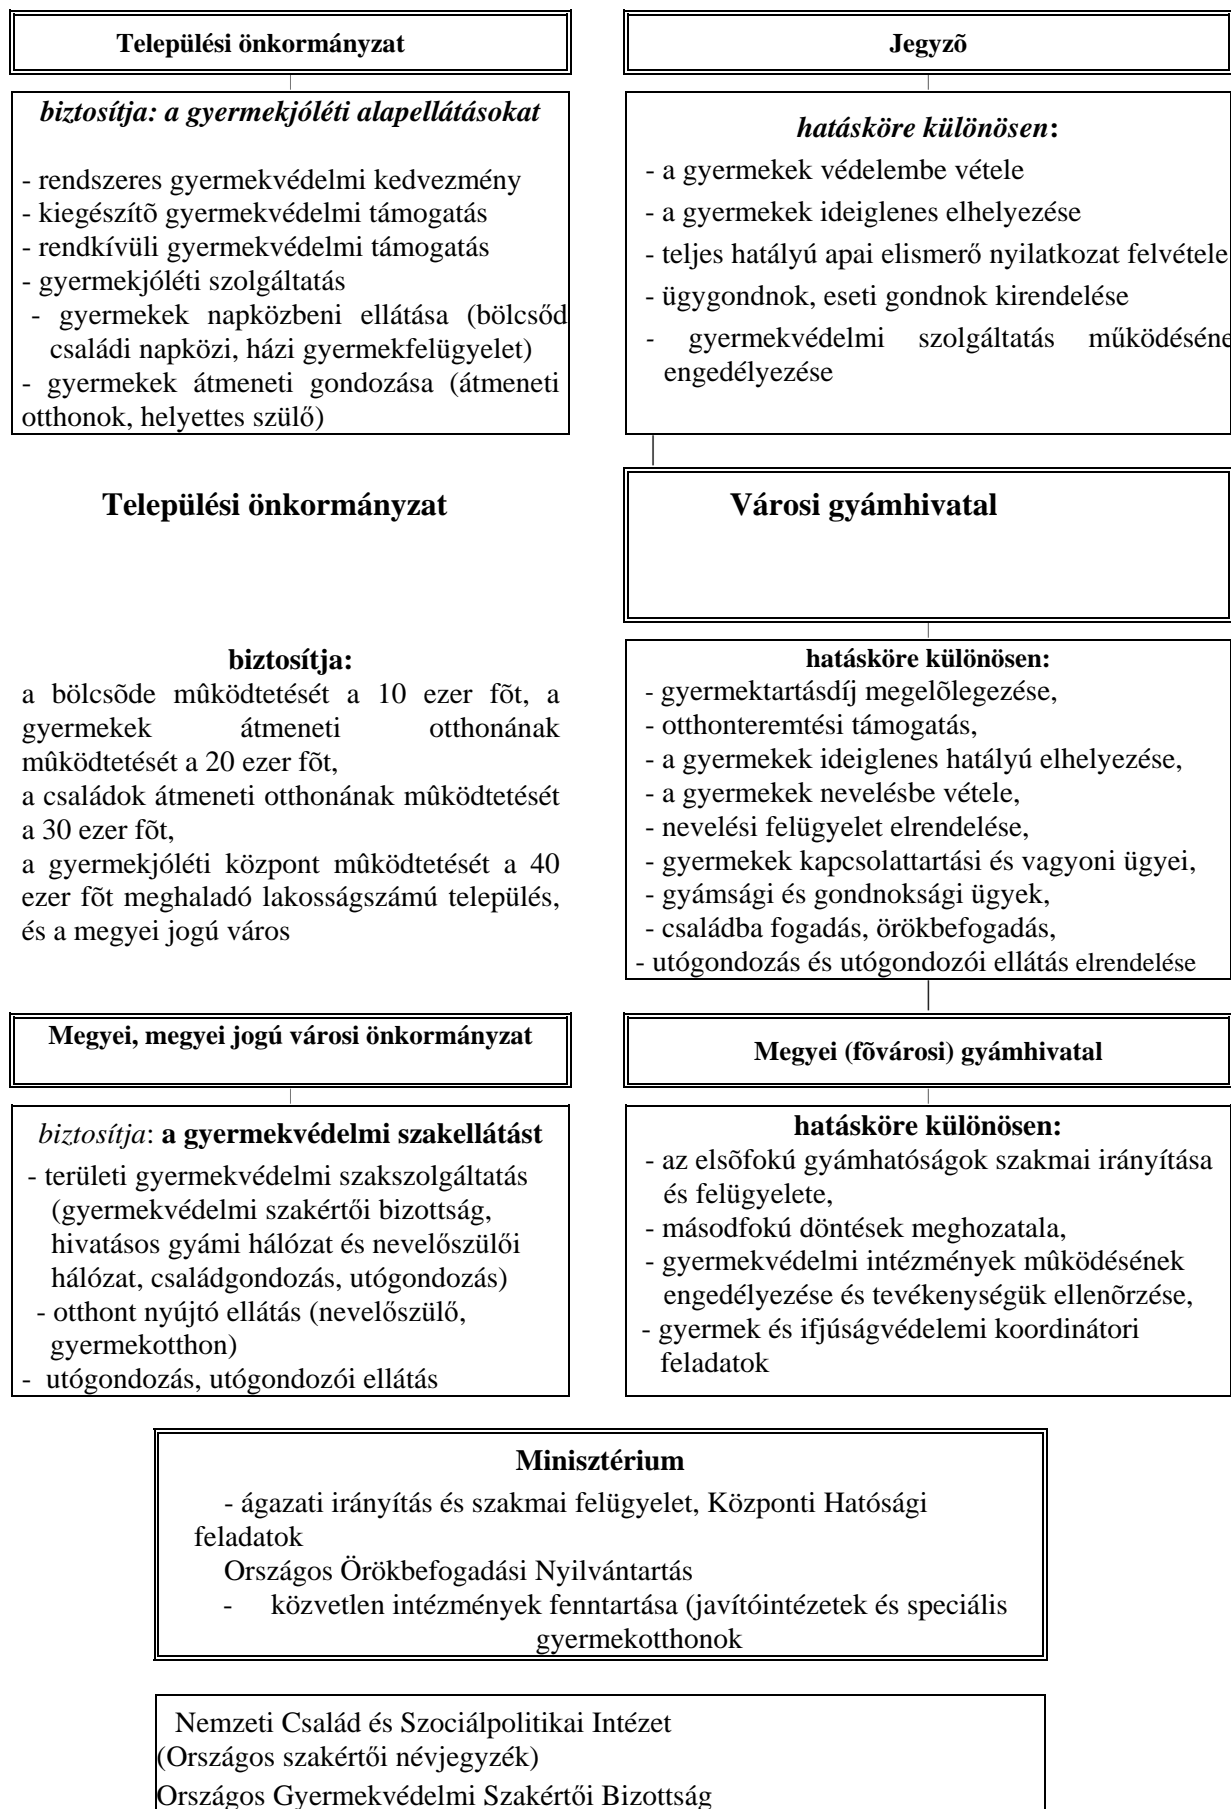 Települési önkormányzat
biztosítja: a gyermekjóléti alapellátásokat
- rendszeres gyermekvédelmi kedvezmény
- kiegészítõ gyermekvédelmi támogatás
- rendkívüli gyermekvédelmi támogatás
- gyermekjóléti szolgáltatás
- gyermekek napközbeni ellátása (bölcsőd
családi napközi, házi gyermekfelügyelet)
- gyermekek átmeneti gondozása (átmeneti
otthonok, helyettes szülő)
Jegyzõ
hatásköre különösen:
- a gyermekek védelembe vétele
- a gyermekek ideiglenes elhelyezése
- teljes hatályú apai elismerő nyilatkozat felvétele
- ügygondnok, eseti gondnok kirendelése
- gyermekvédelmi szolgáltatás működéséne
engedélyezése
Települési önkormányzat
biztosítja:
a bölcsõde mûködtetését a 10 ezer fõt, a
gyermekek átmeneti otthonának
mûködtetését a 20 ezer fõt,
a családok átmeneti otthonának mûködtetését
a 30 ezer fõt,
a gyermekjóléti központ mûködtetését a 40
ezer fõt meghaladó lakosságszámú település,
és a megyei jogú város
Városi gyámhivatal
hatásköre különösen:
- gyermektartásdíj megelõlegezése,
- otthonteremtési támogatás,
- a gyermekek ideiglenes hatályú elhelyezése,
- a gyermekek nevelésbe vétele,
- nevelési felügyelet elrendelése,
- gyermekek kapcsolattartási és vagyoni ügyei,
- gyámsági és gondnoksági ügyek,
- családba fogadás, örökbefogadás,
- utógondozás és utógondozói ellátás elrendelése
Megyei, megyei jogú városi önkormányzat
biztosítja: a gyermekvédelmi szakellátást
- területi gyermekvédelmi szakszolgáltatás
(gyermekvédelmi szakértői bizottság,
hivatásos gyámi hálózat és nevelőszülői
hálózat, családgondozás, utógondozás)
- otthont nyújtó ellátás (nevelőszülő,
gyermekotthon)
- utógondozás, utógondozói ellátás
Megyei (fõvárosi) gyámhivatal
hatásköre különösen:
- az elsõfokú gyámhatóságok szakmai irányítása
és felügyelete,
- másodfokú döntések meghozatala,
- gyermekvédelmi intézmények mûködésének
engedélyezése és tevékenységük ellenõrzése,
- gyermek és ifjúságvédelemi koordinátori
feladatok
Minisztérium
- ágazati irányítás és szakmai felügyelet, Központi Hatósági
feladatok
Országos Örökbefogadási Nyilvántartás
- közvetlen intézmények fenntartása (javítóintézetek és speciális
gyermekotthonok
Nemzeti Család és Szociálpolitikai Intézet
(Országos szakértői névjegyzék)
Országos Gyermekvédelmi Szakértői Bizottság